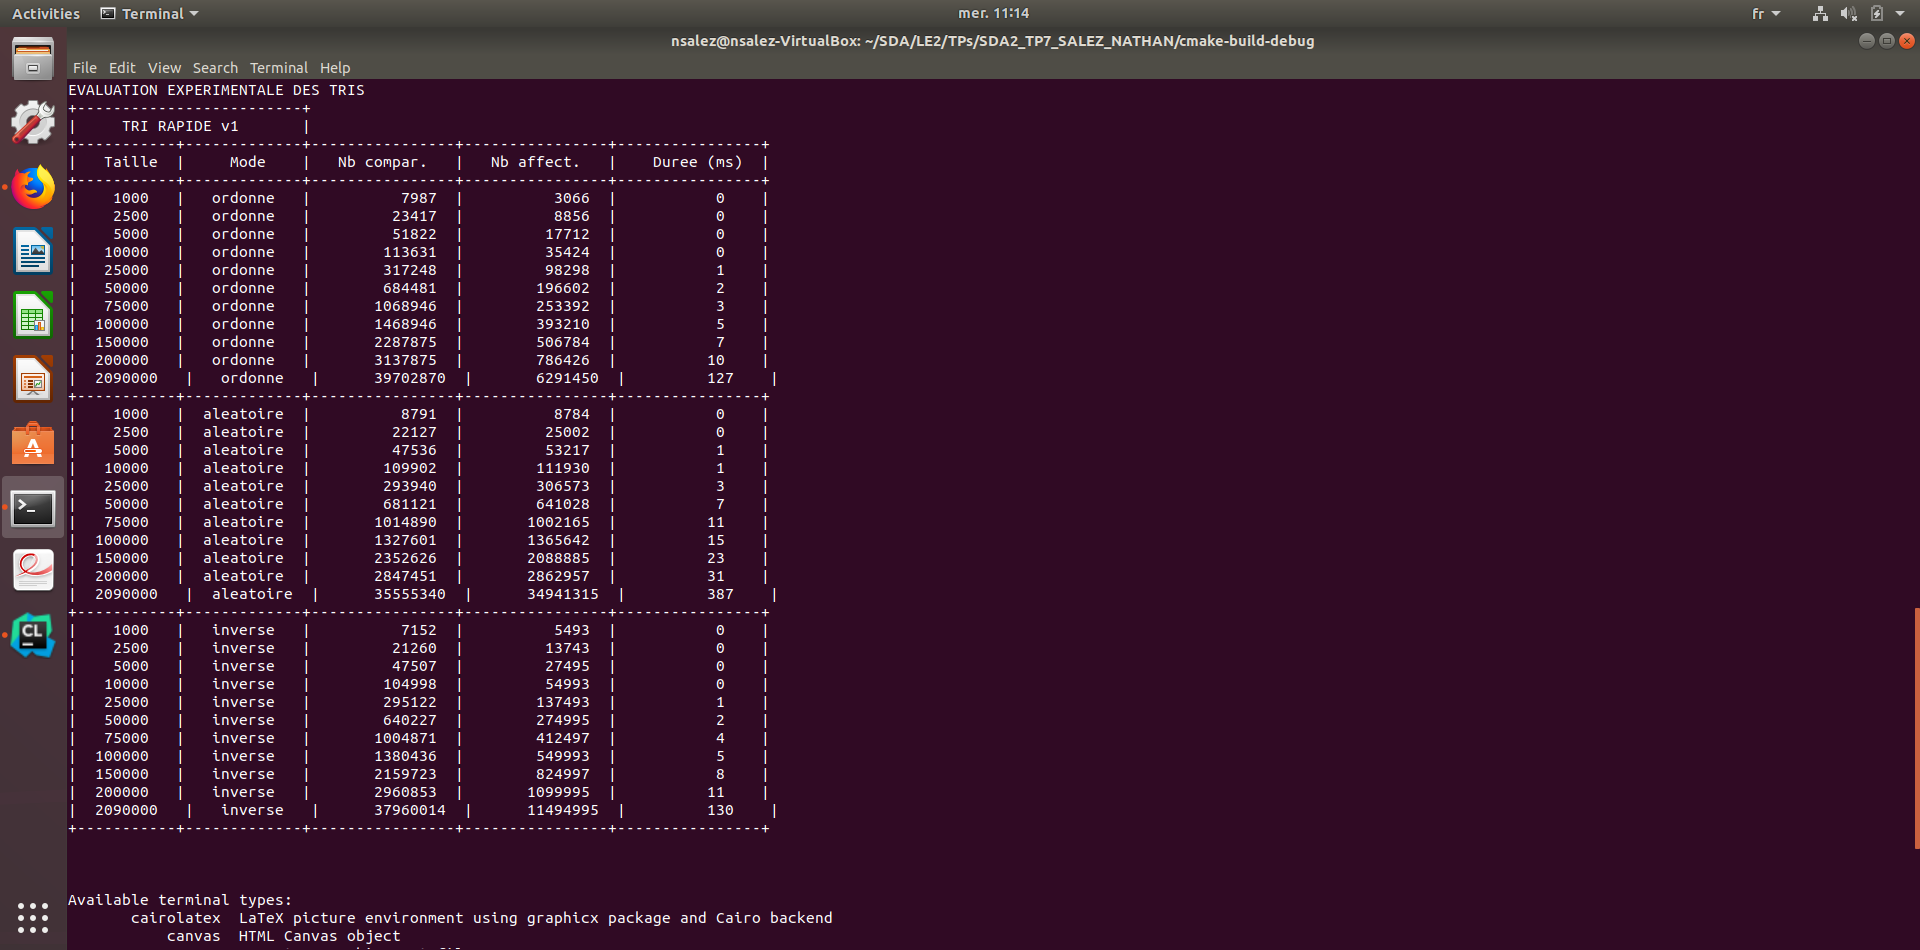 Activities Terminal mer. 11:14 fr
nsalez@nsalez-VirtualBox: ~/SDA/LE2/TPs/SDA2_TP7_SALEZ_NATHAN/cmake-build-debug
File Edit View Search Terminal Help
EVALUATION EXPERIMENTALE DES TRIS
+-------------------------+
|     TRI RAPIDE v1       |
+-----------+-------------+----------------+----------------+----------------+
|   Taille  |     Mode    |   Nb compar.   |   Nb affect.   |    Duree (ms)  |
+-----------+-------------+----------------+----------------+----------------+
|    1000   |   ordonne   |          7987  |          3066  |           0    |
|    2500   |   ordonne   |         23417  |          8856  |           0    |
|    5000   |   ordonne   |         51822  |         17712  |           0    |
|   10000   |   ordonne   |        113631  |         35424  |           0    |
|   25000   |   ordonne   |        317248  |         98298  |           1    |
|   50000   |   ordonne   |        684481  |        196602  |           2    |
|   75000   |   ordonne   |       1068946  |        253392  |           3    |
|  100000   |   ordonne   |       1468946  |        393210  |           5    |
|  150000   |   ordonne   |       2287875  |        506784  |           7    |
|  200000   |   ordonne   |       3137875  |        786426  |          10    |
|  2090000   |   ordonne   |      39702870  |       6291450  |         127    |
+-----------+-------------+----------------+----------------+----------------+
|    1000   |  aleatoire  |          8791  |          8784  |           0    |
|    2500   |  aleatoire  |         22127  |         25002  |           0    |
|    5000   |  aleatoire  |         47536  |         53217  |           1    |
|   10000   |  aleatoire  |        109902  |        111930  |           1    |
|   25000   |  aleatoire  |        293940  |        306573  |           3    |
|   50000   |  aleatoire  |        681121  |        641028  |           7    |
|   75000   |  aleatoire  |       1014890  |       1002165  |          11    |
|  100000   |  aleatoire  |       1327601  |       1365642  |          15    |
|  150000   |  aleatoire  |       2352626  |       2088885  |          23    |
|  200000   |  aleatoire  |       2847451  |       2862957  |          31    |
|  2090000   |  aleatoire  |      35555340  |      34941315  |         387    |
+-----------+-------------+----------------+----------------+----------------+
|    1000   |   inverse   |          7152  |          5493  |           0    |
|    2500   |   inverse   |         21260  |         13743  |           0    |
|    5000   |   inverse   |         47507  |         27495  |           0    |
|   10000   |   inverse   |        104998  |         54993  |           0    |
|   25000   |   inverse   |        295122  |        137493  |           1    |
|   50000   |   inverse   |        640227  |        274995  |           2    |
|   75000   |   inverse   |       1004871  |        412497  |           4    |
|  100000   |   inverse   |       1380436  |        549993  |           5    |
|  150000   |   inverse   |       2159723  |        824997  |           8    |
|  200000   |   inverse   |       2960853  |       1099995  |          11    |
|  2090000   |   inverse   |      37960014  |      11494995  |         130    |
+-----------+-------------+----------------+----------------+----------------+
Available terminal types:
cairolatex  LaTeX picture environment using graphicx package and Cairo backend
canvas  HTML Canvas object